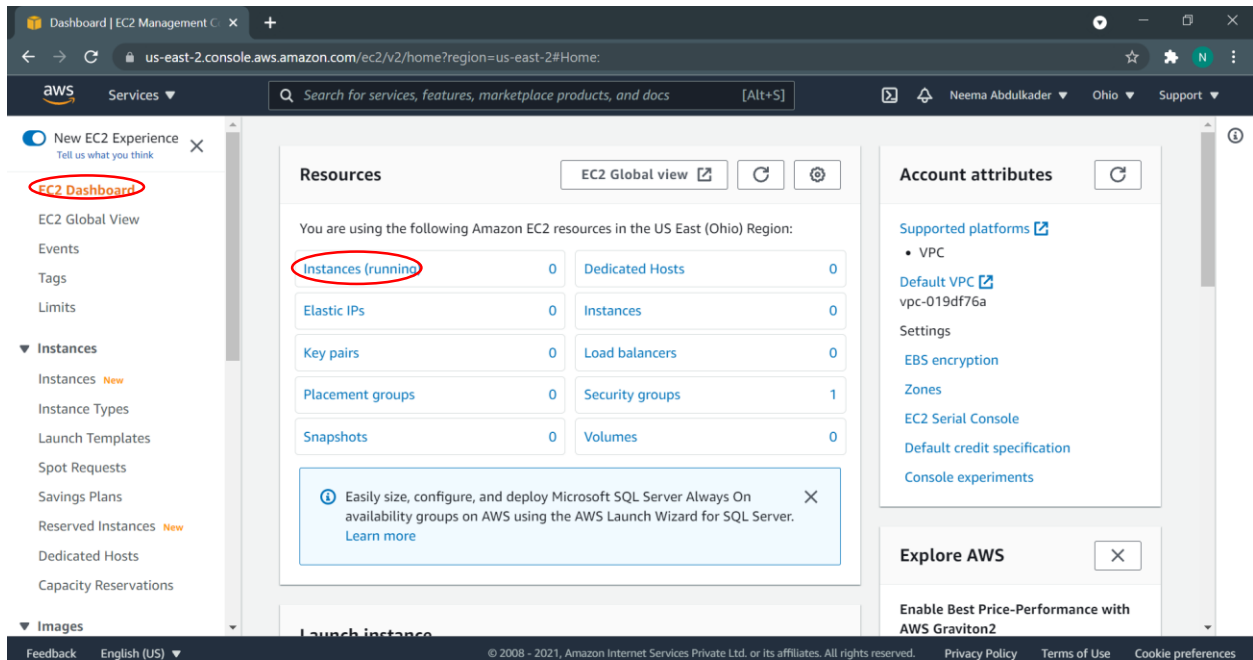 Dashboard | EC2 Management C
us-east-2.console.aws.amazon.com/ec2/v2/home?region=us-east-2#Home:
N
aws
Services ▼
Search for services, features, marketplace products, and docs
[Alt+S]
Neema Abdulkader ▼
Ohio ▼
Support ▼
New EC2 Experience
Tell us what you think
EC2 Dashboard
EC2 Global View
Events
Tags
Limits
▼ Instances
Instances New
Instance Types
Launch Templates
Spot Requests
Savings Plans
Reserved Instances New
Dedicated Hosts
Capacity Reservations
▼ Images
Resources
EC2 Global view
You are using the following Amazon EC2 resources in the US East (Ohio) Region:
Instances (running) 0
Dedicated Hosts 0
Elastic IPs 0
Instances 0
Key pairs 0
Load balancers 0
Placement groups 0
Security groups 1
Snapshots 0
Volumes 0
Easily size, configure, and deploy Microsoft SQL Server Always On
availability groups on AWS using the AWS Launch Wizard for SQL Server.
Learn more
Launch instance
Account attributes
Supported platforms
• VPC
Default VPC
vpc-019df76a
Settings
EBS encryption
Zones
EC2 Serial Console
Default credit specification
Console experiments
Explore AWS
Enable Best Price-Performance with
AWS Graviton2
Feedback
English (US) ▼
© 2008 - 2021, Amazon Internet Services Private Ltd. or its affiliates. All rights reserved.
Privacy Policy
Terms of Use
Cookie preferences